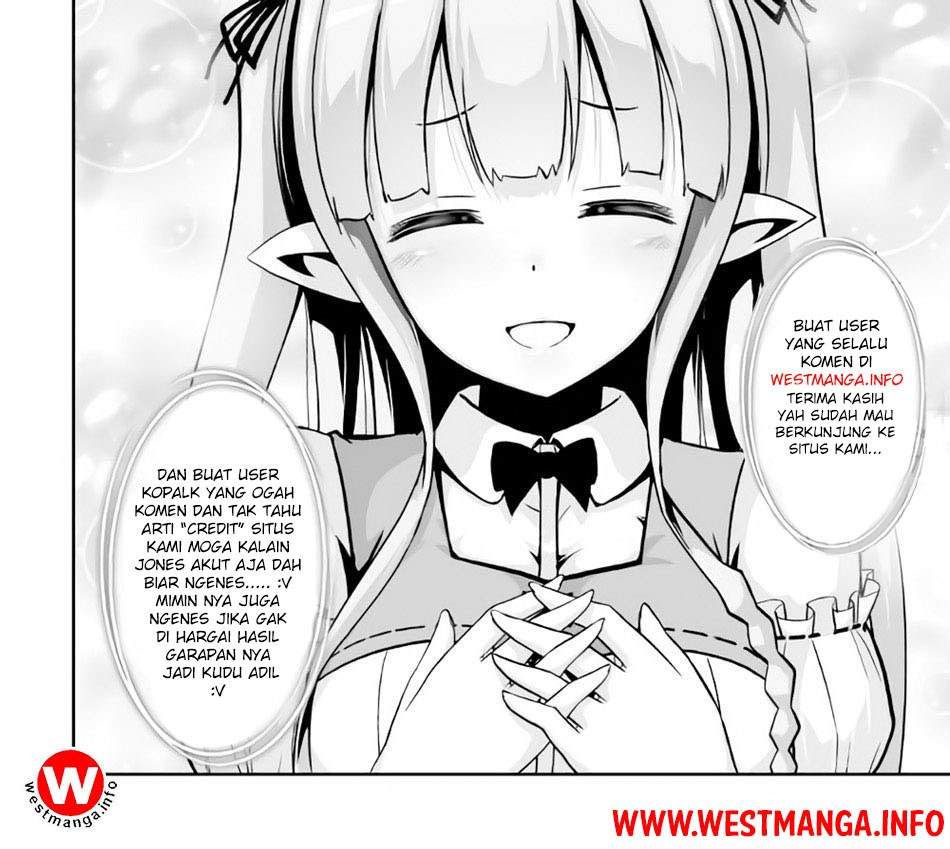 BUAT USER
YANG SELALU
KOMEN DI
WESTMANGA.INFO
TERIMA KASIH
YAH SUDAH MAU
BERKUNJUNG KE
SITUS KAMI...
DAN BUAT USER
KOPALK YANG OGAH
KOMEN DAN TAK TAHU
ARTI "CREDIT" SITUS
KAMI MOGA KALAIN
JONES AKUT AJA DAH
BIAR NGENES..... :V
MIMIN NYA JUGA
NGENES JIKA GAK
DI HARGAI HASIL
GARAPAN NYA
JADI KUDU ADIL
:V
W
westmanga.info
WWW.WESTMANGA.INFO